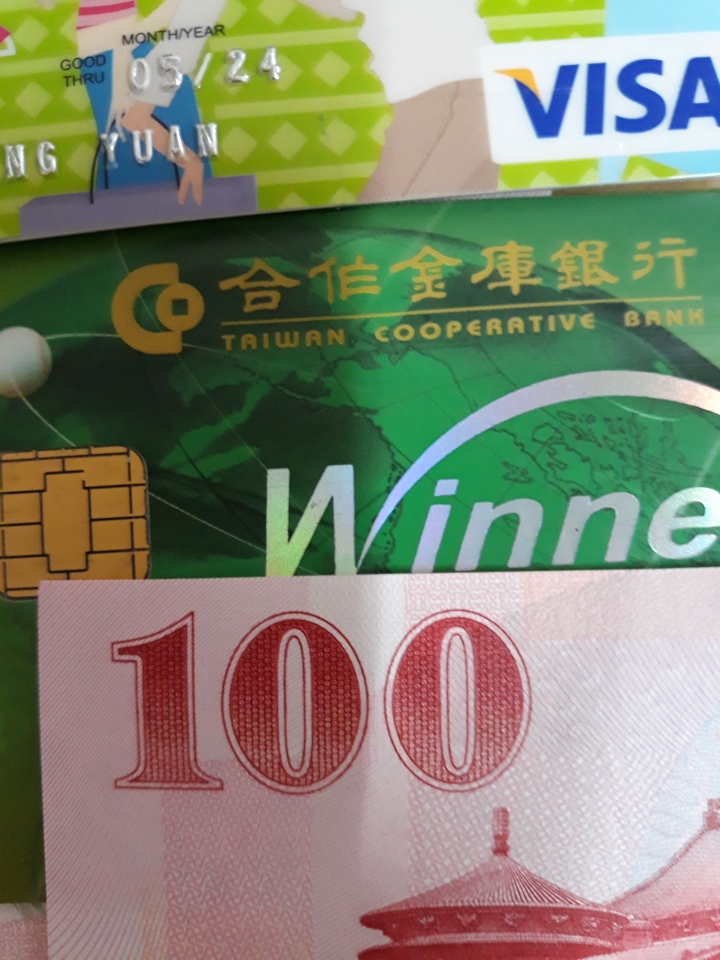 MONTH/YEAR
GOOD
THRU 05/24
NG YUAN
VISA
合作金庫銀行
TAIWAN COOPERATIVE BANK
Winne
100